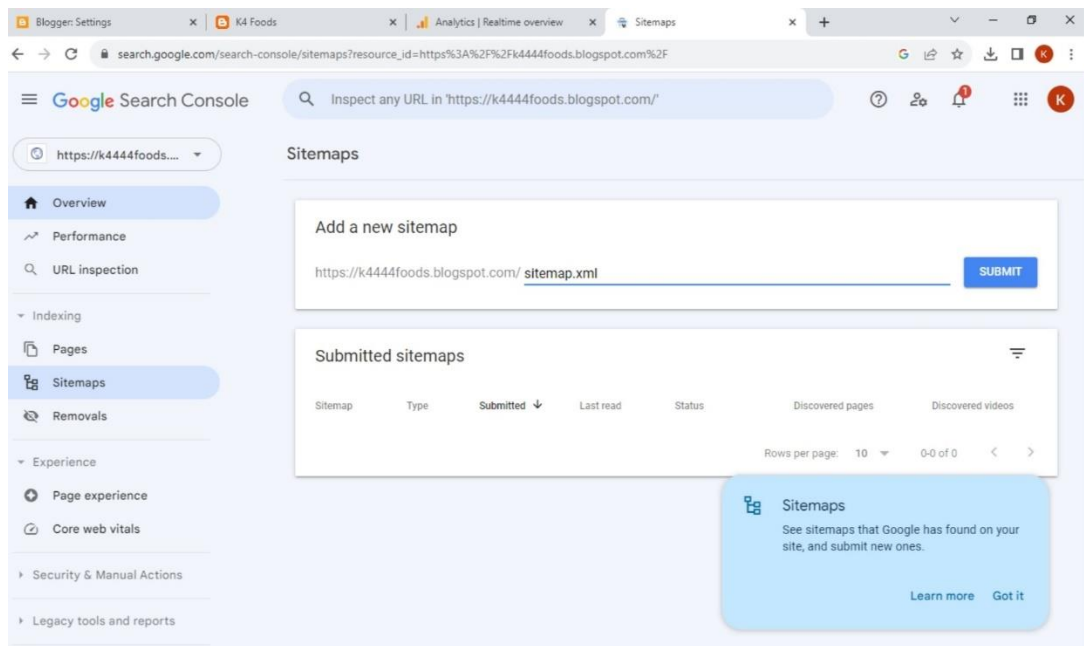 Blogger: Settings
K4 Foods
Analytics | Realtime overview
Sitemaps
search.google.com/search-console/sitemaps?resource_id=https%3A%2F%2Fk4444foods.blogspot.com%2F
K
Google Search Console
Inspect any URL in 'https://k4444foods.blogspot.com/'
1
K
https://k4444foods....
Sitemaps
Overview
Performance
URL inspection
Indexing
Pages
Sitemaps
Removals
Experience
Page experience
Core web vitals
Security & Manual Actions
Legacy tools and reports
Add a new sitemap
https://k4444foods.blogspot.com/ sitemap.xml
SUBMIT
Submitted sitemaps
Sitemap Type Submitted Last read Status Discovered pages Discovered videos
Rows per page: 10 0-0 of 0
Sitemaps
See sitemaps that Google has found on your
site, and submit new ones.
Learn more Got it